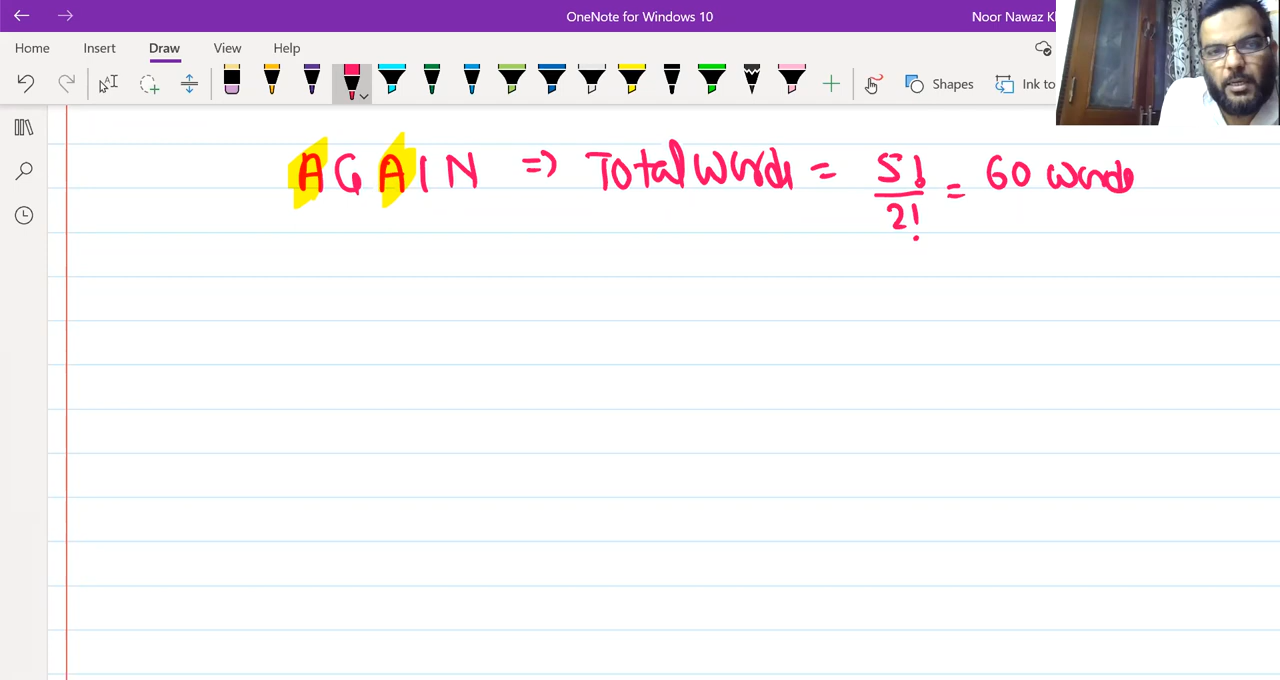 OneNote for Windows 10
Noor Nawaz Kh
Home Insert Draw View Help
Shapes Ink to
A G A I N => Total Words = 5!/2! = 60 words